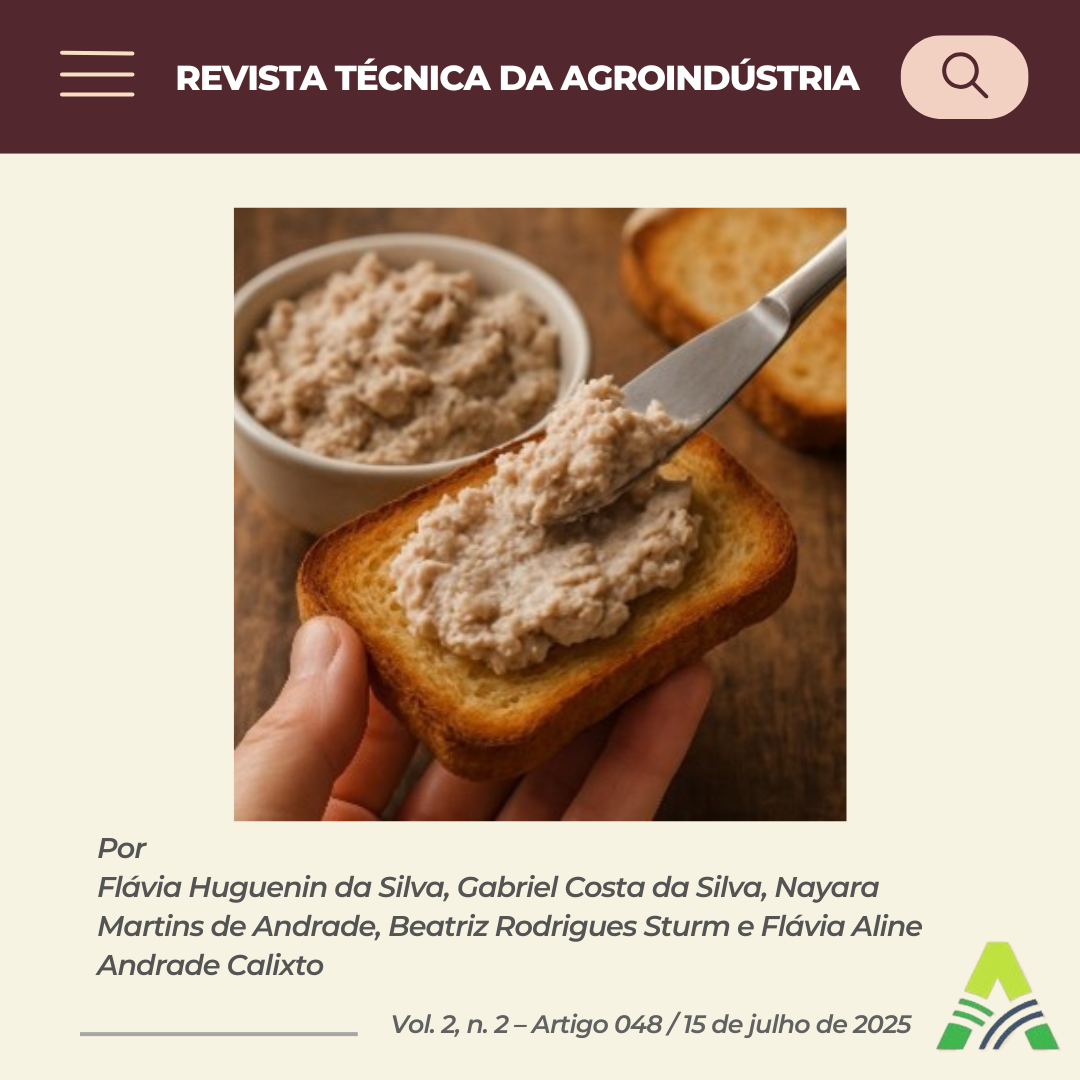 REVISTA TÉCNICA DA AGROINDÚSTRIA
Por
Flávia Huguenin da Silva, Gabriel Costa da Silva, Nayara
Martins de Andrade, Beatriz Rodrigues Sturm e Flávia Aline
Andrade Calixto
Vol. 2, n. 2 – Artigo 048 / 15 de julho de 2025